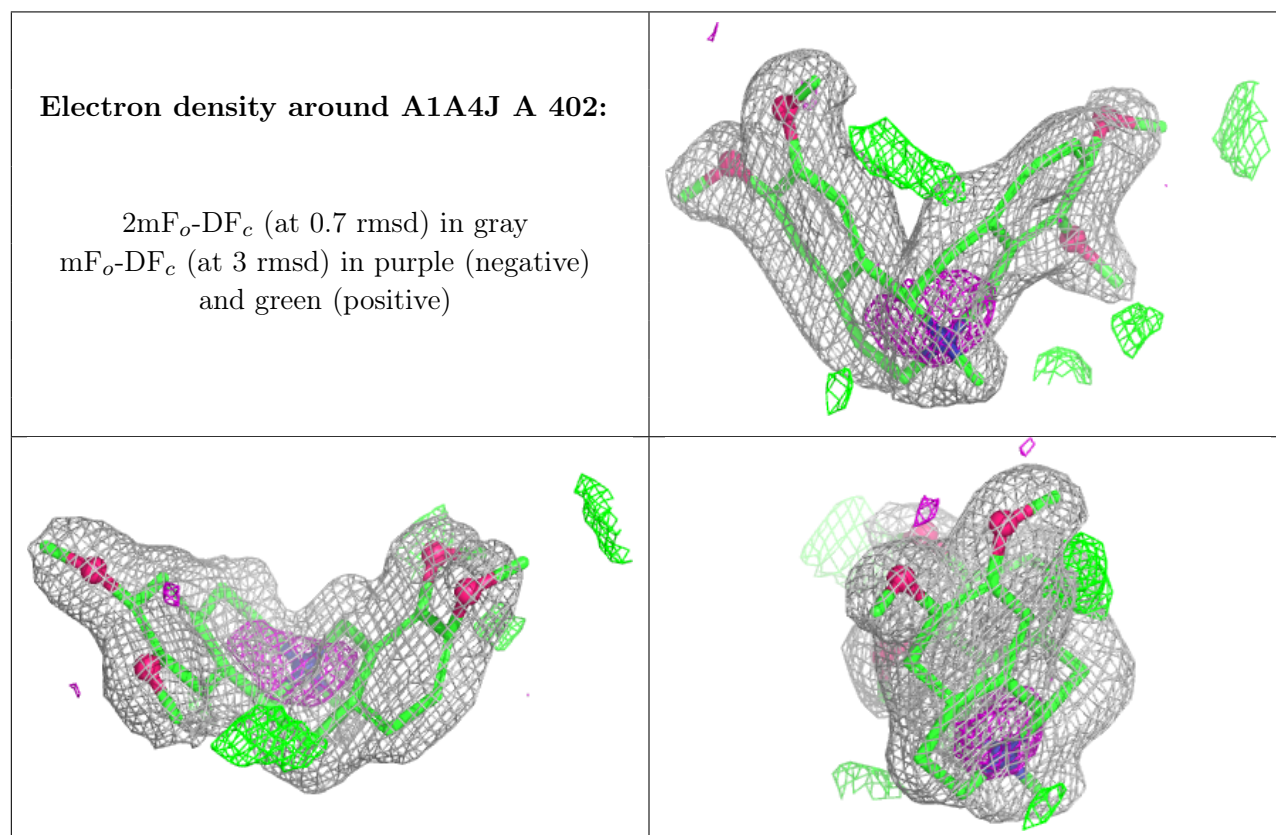 Electron density around A1A4J A 402:
2mFo-DFc (at 0.7 rmsd) in gray
mFo-DFc (at 3 rmsd) in purple (negative)
and green (positive)